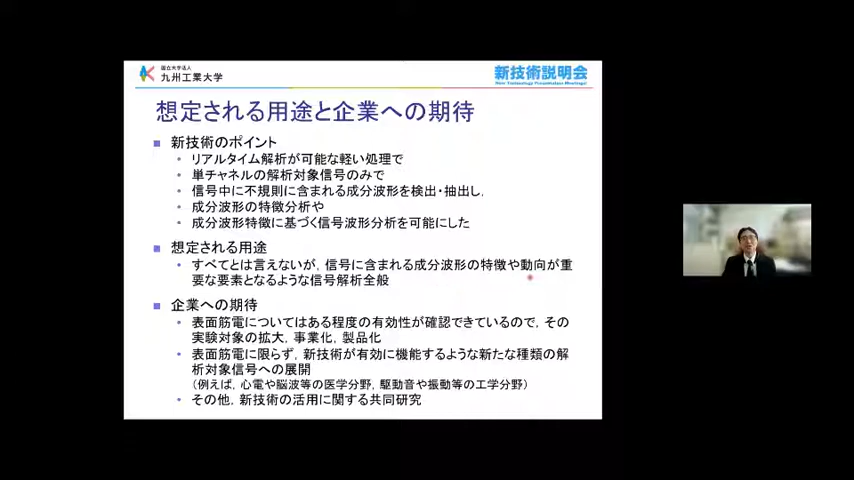 国立大学法人
九州工業大学
新技術説明会
New Technology Presentation Meetings!
想定される用途と企業への期待
■ 新技術のポイント
• リアルタイム解析が可能な軽い処理で
• 単チャネルの解析対象信号のみで
• 信号中に不規則に含まれる成分波形を検出・抽出し,
• 成分波形の特徴分析や
• 成分波形特徴に基づく信号波形分析を可能にした
■ 想定される用途
• すべてとは言えないが, 信号に含まれる成分波形の特徴や動向が重
要な要素となるような信号解析全般
■ 企業への期待
• 表面筋電についてはある程度の有効性が確認できているので, その
実験対象の拡大, 事業化, 製品化
• 表面筋電に限らず, 新技術が有効に機能するような新たな種類の解
析対象信号への展開
(例えば, 心電や脳波等の医学分野, 駆動音や振動等の工学分野)
• その他, 新技術の活用に関する共同研究